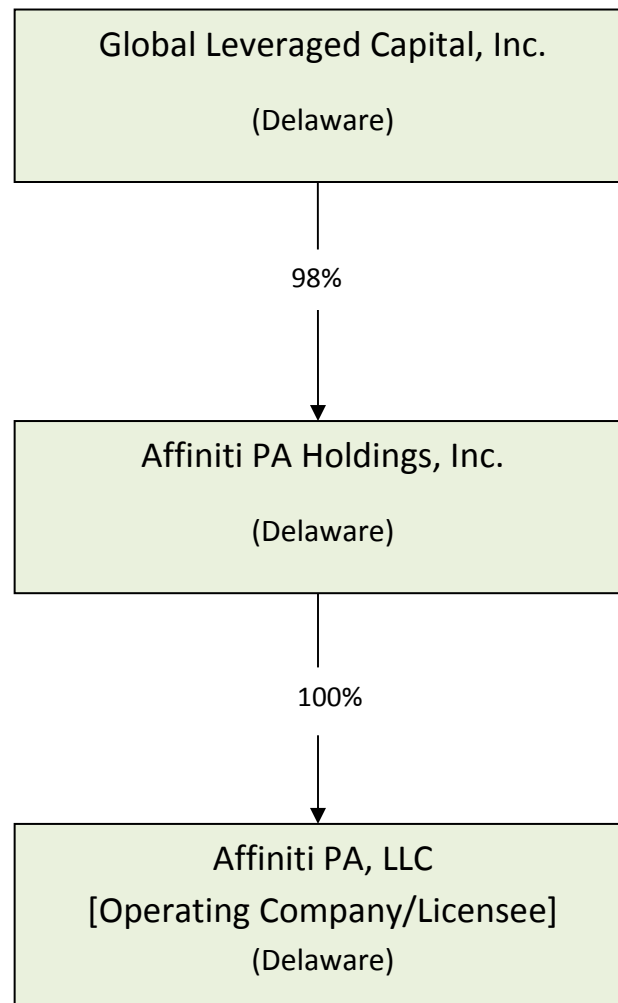 Global Leveraged Capital, Inc.
(Delaware)
98%
Affiniti PA Holdings, Inc.
(Delaware)
100%
Affiniti PA, LLC
[Operating Company/Licensee]
(Delaware)